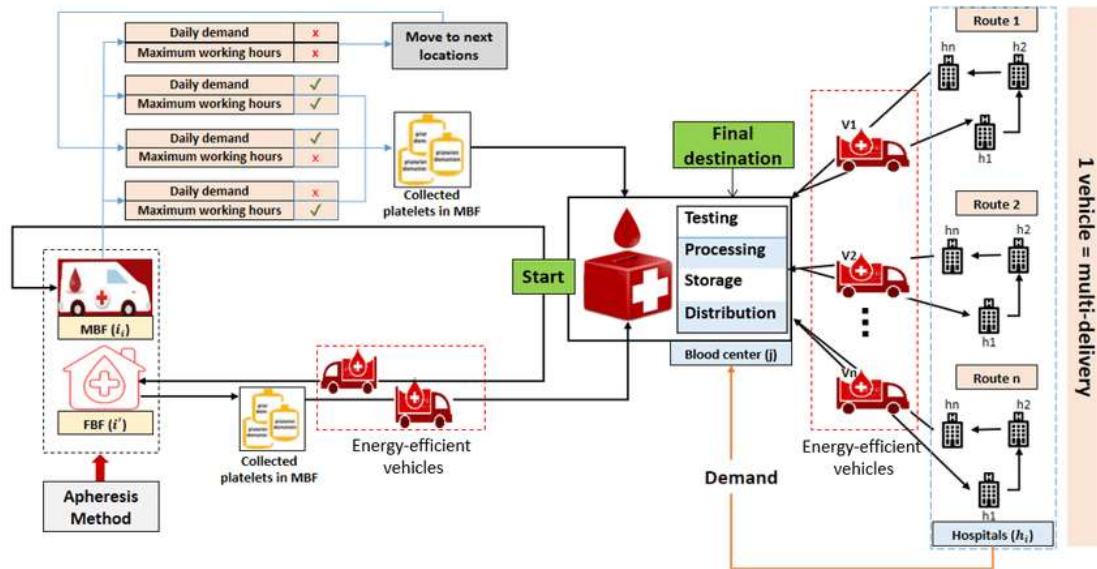 Daily demand x
Maximum working hours x
Move to next
locations
Daily demand ✓
Maximum working hours ✓
Daily demand ✓
Maximum working hours x
Daily demand x
Maximum working hours ✓
Collected
platelets in MBF
Final
destination
Start
Testing
Processing
Storage
Distribution
Blood center (j)
MBF (i_i)
FBF (i')
Apheresis
Method
Collected
platelets in MBF
Energy-efficient
vehicles
V1
V2
Vn
Energy-efficient
vehicles
Demand
Route 1
hn
h2
h1
Route 2
hn
h2
h1
Route n
hn
h2
h1
Hospitals (h_i)
1 vehicle = multi-delivery